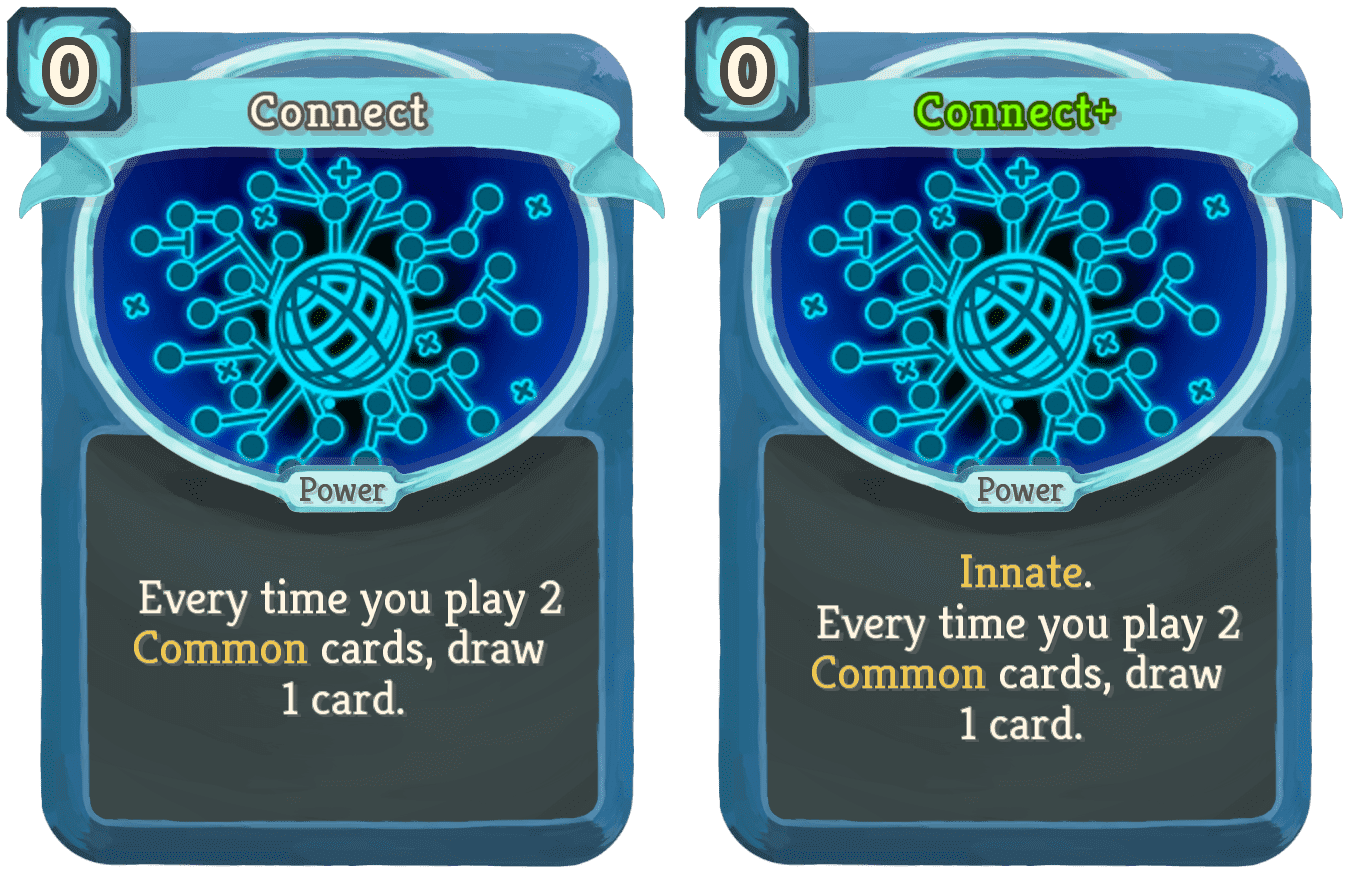 0
Connect
Power
Every time you play 2
Common cards, draw
1 card.
0
Connect+
Power
Innate.
Every time you play 2
Common cards, draw
1 card.